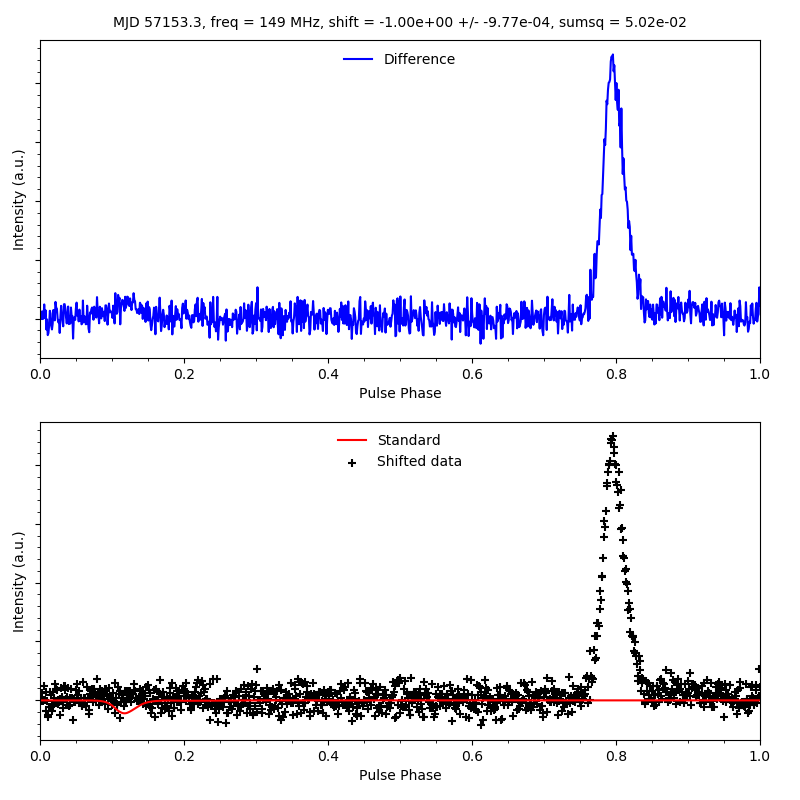 MJD 57153.3, freq = 149 MHz, shift = -1.00e+00 +/- -9.77e-04, sumsq = 5.02e-02
Difference
Intensity (a.u.)
0.0 0.2 0.4 0.6 0.8 1.0
Pulse Phase
Standard
Shifted data
Intensity (a.u.)
0.0 0.2 0.4 0.6 0.8 1.0
Pulse Phase